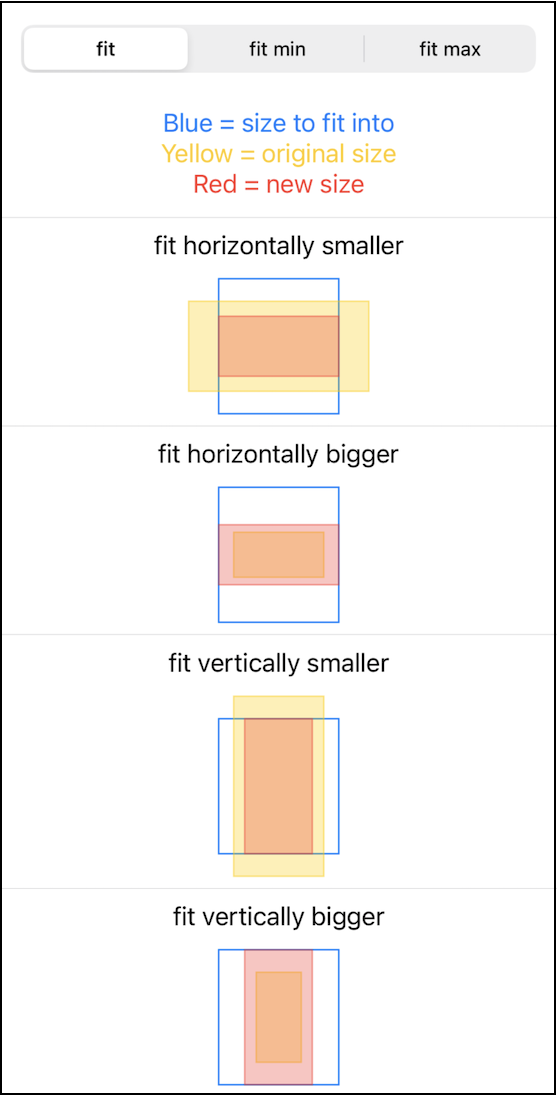 fit
fit min
fit max
Blue = size to fit into
Yellow = original size
Red = new size
fit horizontally smaller
fit horizontally bigger
fit vertically smaller
fit vertically bigger